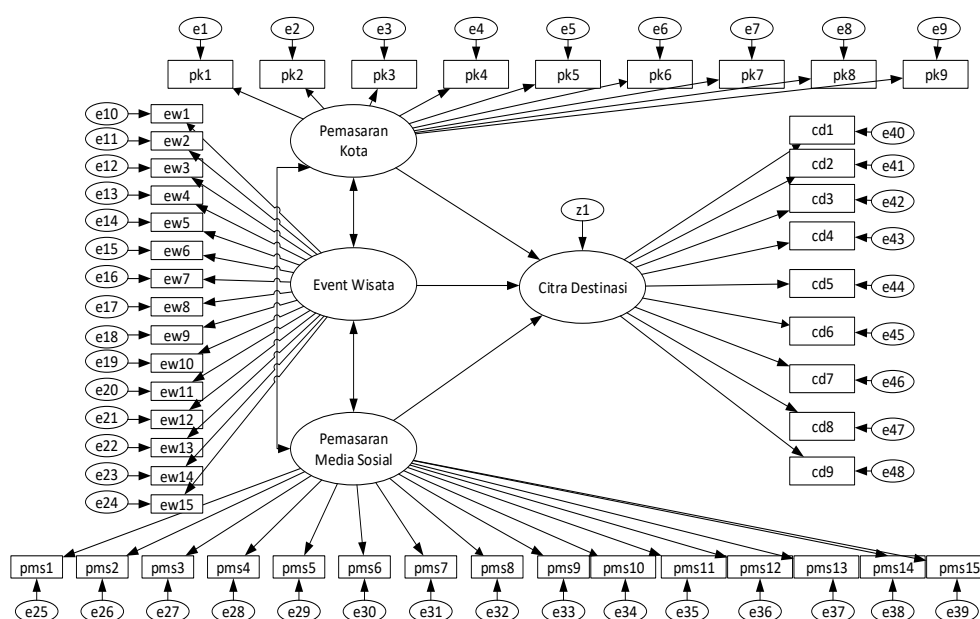 e1
e2
e3
e4
e5
e6
e7
e8
e9
pk1
pk2
pk3
pk4
pk5
pk6
pk7
pk8
pk9
e10
ew1
e11
ew2
e12
ew3
e13
ew4
e14
ew5
e15
ew6
e16
ew7
e17
ew8
e18
ew9
e19
ew10
e20
ew11
e21
ew12
e22
ew13
e23
ew14
e24
ew15
Pemasaran
Kota
Event Wisata
Pemasaran
Media Sosial
z1
Citra Destinasi
cd1
e40
cd2
e41
cd3
e42
cd4
e43
cd5
e44
cd6
e45
cd7
e46
cd8
e47
cd9
e48
pms1
pms2
pms3
pms4
pms5
pms6
pms7
pms8
pms9
pms10
pms11
pms12
pms13
pms14
pms15
e25
e26
e27
e28
e29
e30
e31
e32
e33
e34
e35
e36
e37
e38
e39